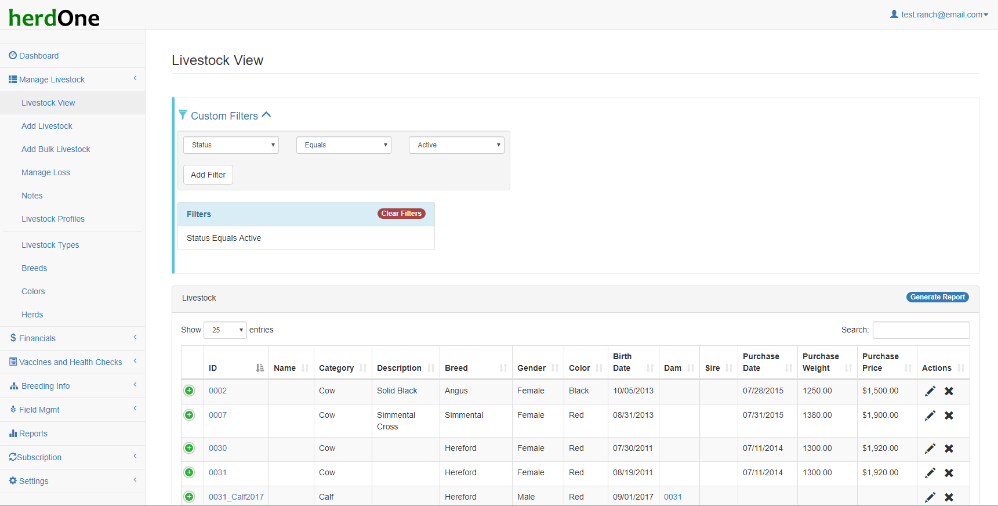 herdOne
test.ranch@email.com
Dashboard
Manage Livestock
Livestock View
Add Livestock
Add Bulk Livestock
Manage Loss
Notes
Livestock Profiles
Livestock Types
Breeds
Colors
Herds
Financials
Vaccines and Health Checks
Breeding Info
Field Mgmt
Reports
Subscription
Settings
Livestock View
Custom Filters
Status Equals Active
Add Filter
Filters Clear Filters
Status Equals Active
Livestock Generate Report
Show 25 entries Search:
ID Name Category Description Breed Gender Color Birth Date Dam Sire Purchase Date Purchase Weight Purchase Price Actions
0002 Cow Solid Black Angus Female Black 10/05/2013 07/28/2015 1250.00 $1,500.00
0007 Cow Simmental Cross Simmental Female Red 08/31/2013 07/31/2015 1380.00 $1,900.00
0030 Cow Hereford Female Red 07/30/2011 07/11/2014 1300.00 $1,920.00
0031 Cow Hereford Female Red 08/19/2011 07/11/2014 1300.00 $1,920.00
0031_Calf2017 Calf Hereford Male Red 09/01/2017 0031